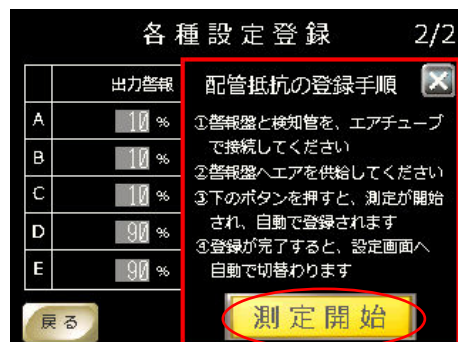 各種設定登録 2/2
出力警報
A 10 %
B 10 %
C 10 %
D 90 %
E 90 %
戻る
配管抵抗の登録手順
①警報盤と検知管を、エアチューブ
で接続してください
②警報盤へエアを供給してください
③下のボタンを押すと、測定が開始
され、自動で登録されます
④登録が完了すると、設定画面へ
自動で切替わります
測定開始